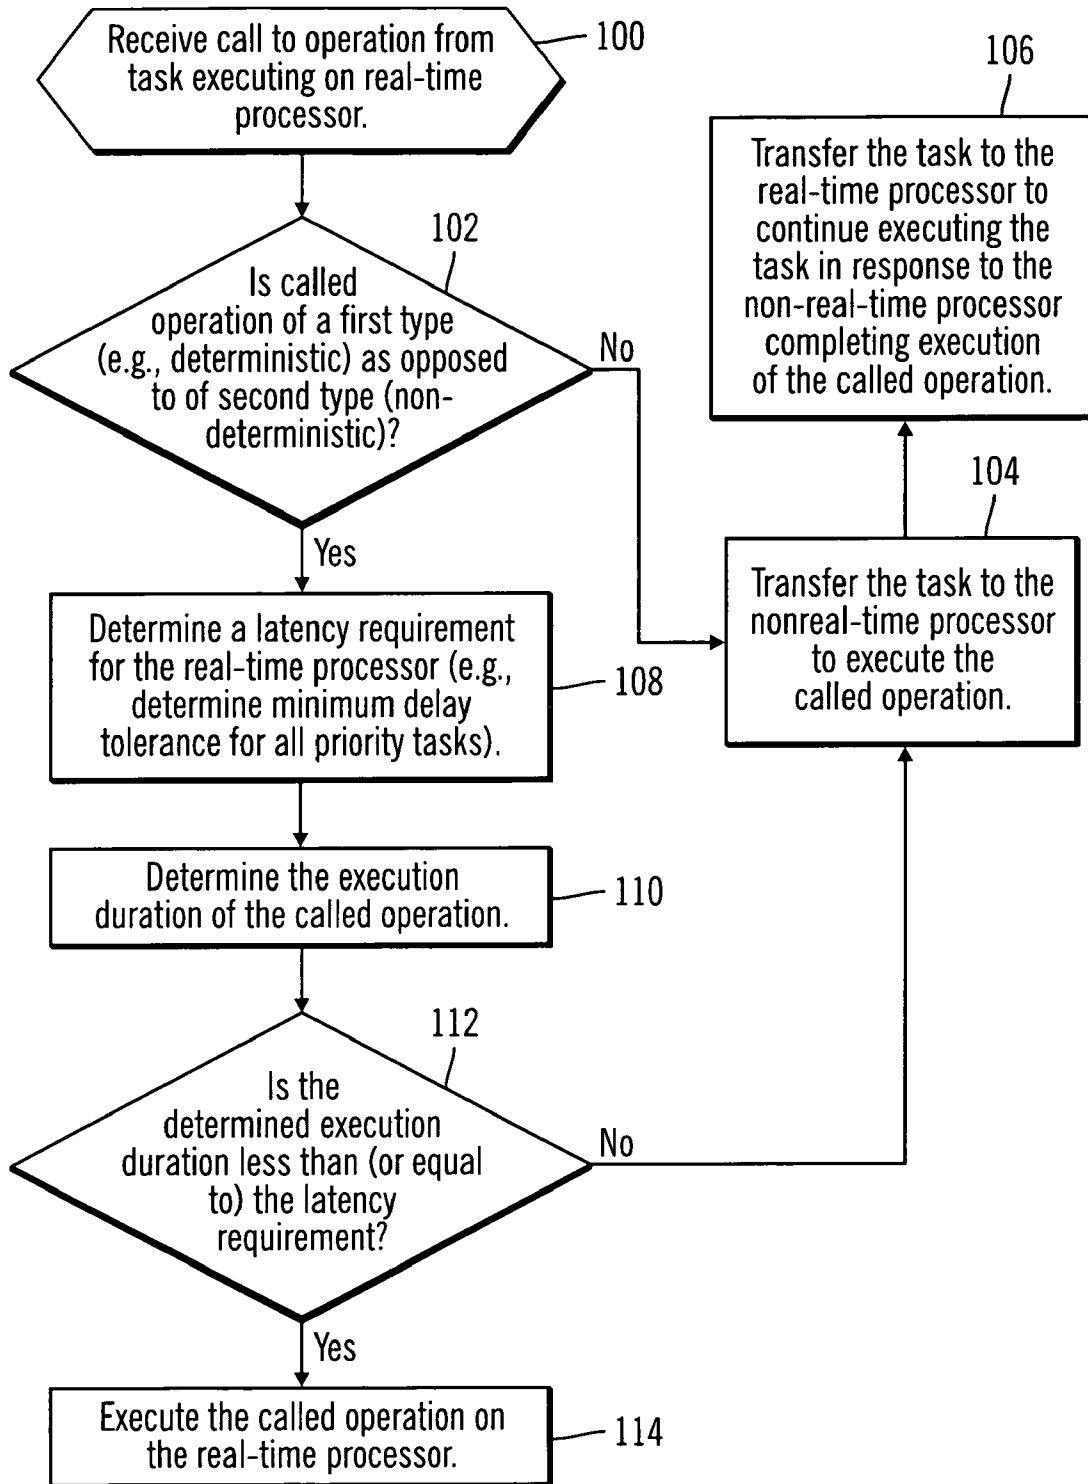 Receive call to operation from
task executing on real-time
processor.
100
102
Is called
operation of a first type
(e.g., deterministic) as opposed
to of second type (non-
deterministic)?
No
Yes
106
Transfer the task to the
real-time processor to
continue executing the
task in response to the
non-real-time processor
completing execution
of the called operation.
104
Transfer the task to the
nonreal-time processor
to execute the
called operation.
Determine a latency requirement
for the real-time processor (e.g.,
determine minimum delay
tolerance for all priority tasks).
108
Determine the execution
duration of the called operation.
110
112
Is the
determined execution
duration less than (or equal
to) the latency
requirement?
No
Yes
Execute the called operation on
the real-time processor.
114